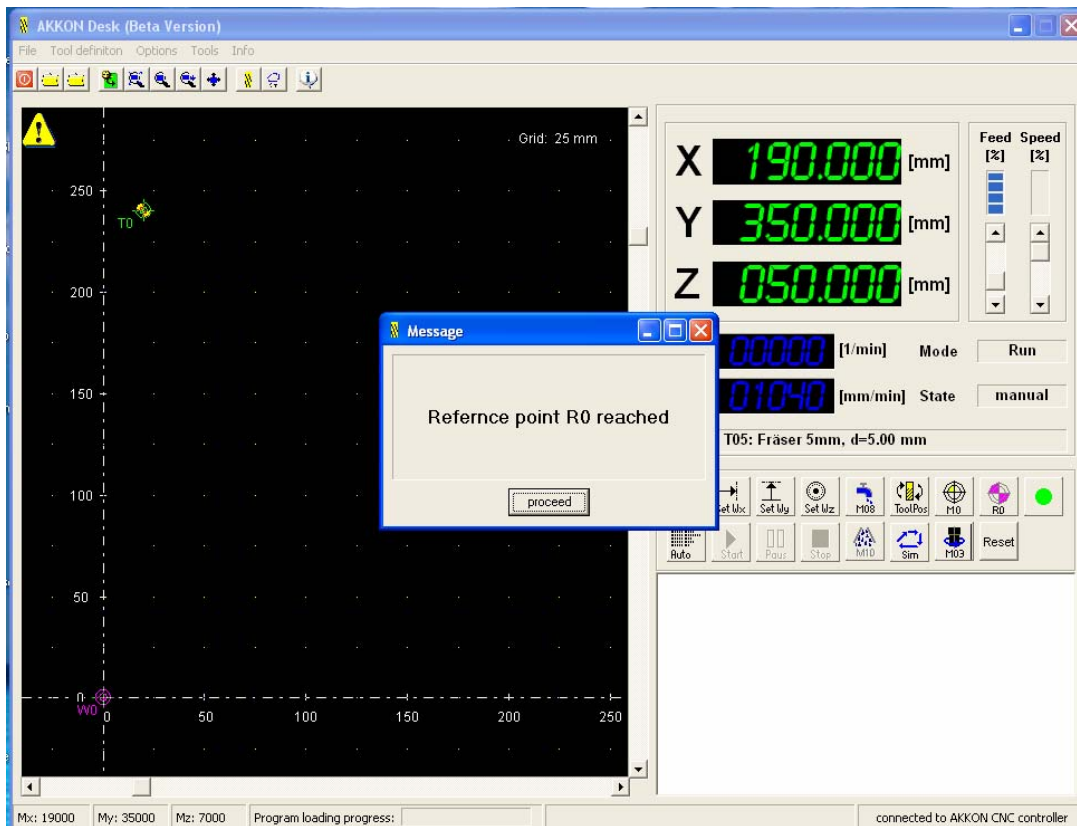 AKKON Desk (Beta Version)
File Tool definiton Options Tools Info
Grid: 25 mm
250
T0
200
150
100
50
0
W0
0 50 100 150 200 250
X 190.000 [mm]
Y 350.000 [mm]
Z 050.000 [mm]
Feed [%]
Speed [%]
00000 [1/min] Mode Run
01040 [mm/min] State manual
T05: Fräser 5mm, d=5.00 mm
Message
Refernce point R0 reached
proceed
Set Wx Set Wy Set Wz M08 ToolPos M0 R0
Auto Start Paus Stop M10 Sim M03 Reset
Mx: 19000 My: 35000 Mz: 7000 Program loading progress: connected to AKKON CNC controller